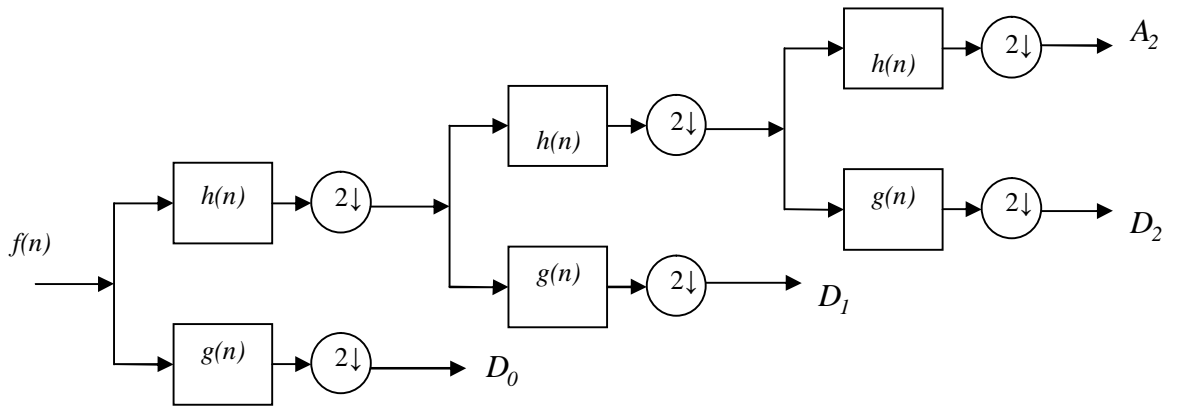 A₂
2↓
h(n)
2↓
h(n)
h(n)
2↓
g(n)
2↓
D₂
f(n)
g(n)
2↓
D₁
g(n)
2↓
D₀